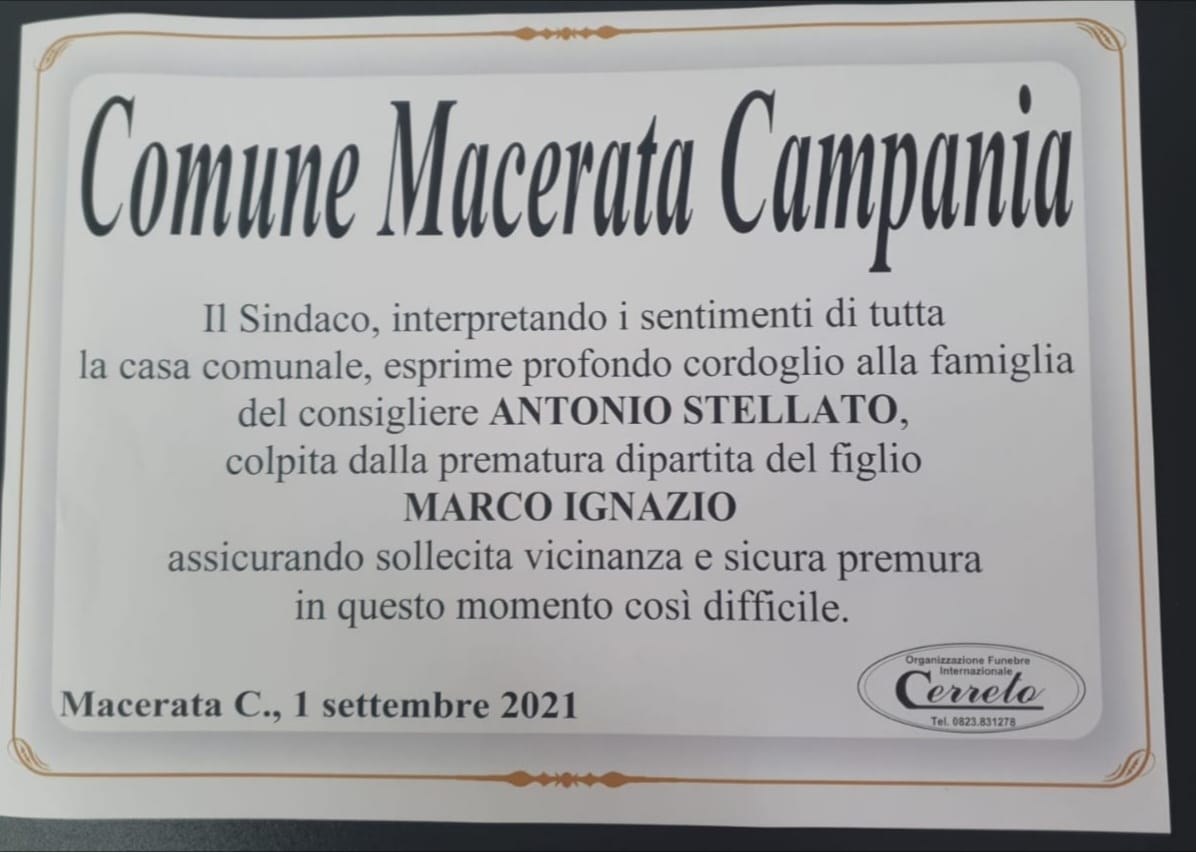 Comune Macerata Campania
Il Sindaco, interpretando i sentimenti di tutta
la casa comunale, esprime profondo cordoglio alla famiglia
del consigliere ANTONIO STELLATO,
colpita dalla prematura dipartita del figlio
MARCO IGNAZIO
assicurando sollecita vicinanza e sicura premura
in questo momento così difficile.
Macerata C., 1 settembre 2021
Organizzazione Funebre
Internazionale
Cerreto
Tel. 0823.831278